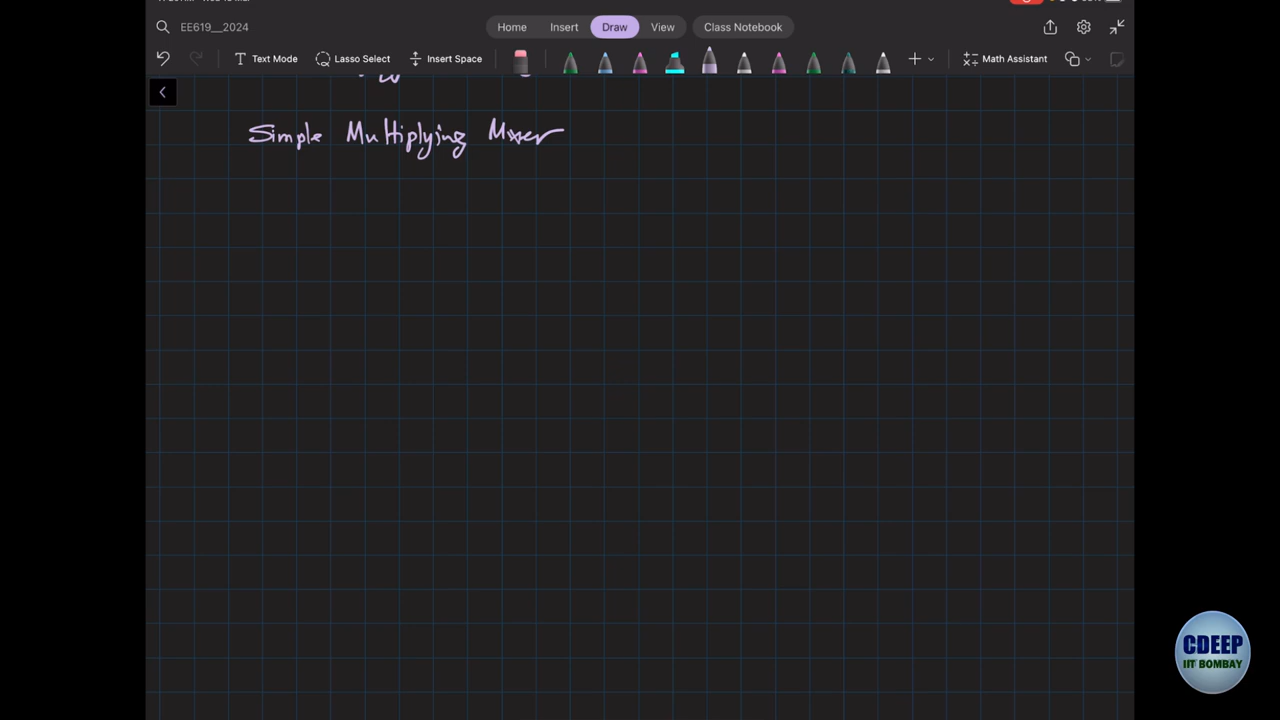 EE619__2024
Home Insert Draw View Class Notebook
Text Mode Lasso Select Insert Space Math Assistant
Simple Multiplying Mixer
CDEEP
IIT BOMBAY